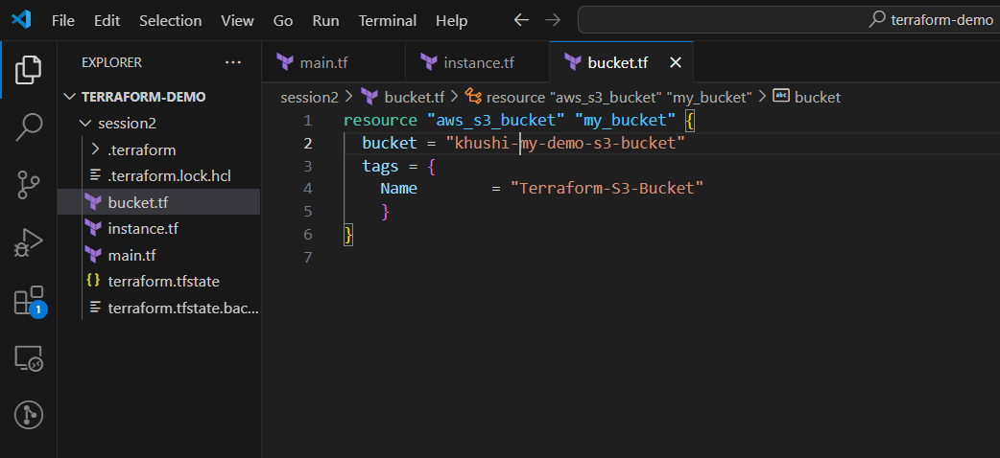 File Edit Selection View Go Run Terminal Help
terraform-demo
EXPLORER
TERRAFORM-DEMO
session2
.terraform
.terraform.lock.hcl
bucket.tf
instance.tf
main.tf
terraform.tfstate
terraform.tfstate.bac...
1
main.tf instance.tf bucket.tf
session2 > bucket.tf > resource "aws_s3_bucket" "my_bucket" > abc bucket
1 resource "aws_s3_bucket" "my_bucket" {
2 bucket = "khushi-my-demo-s3-bucket"
3 tags = {
4 Name = "Terraform-S3-Bucket"
5 }
6 }
7